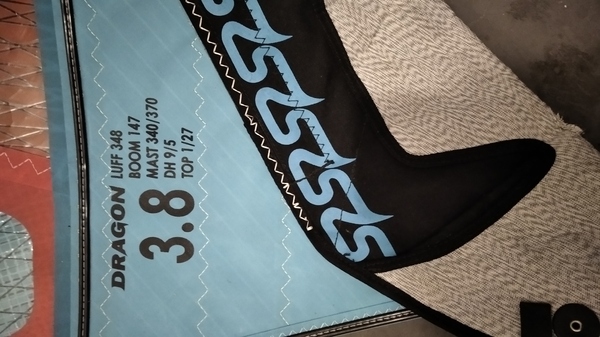 DRAGON
3.8
LUFF 348
BOOM 147
MAST 340/370
DH 9/5
TOP 1/27